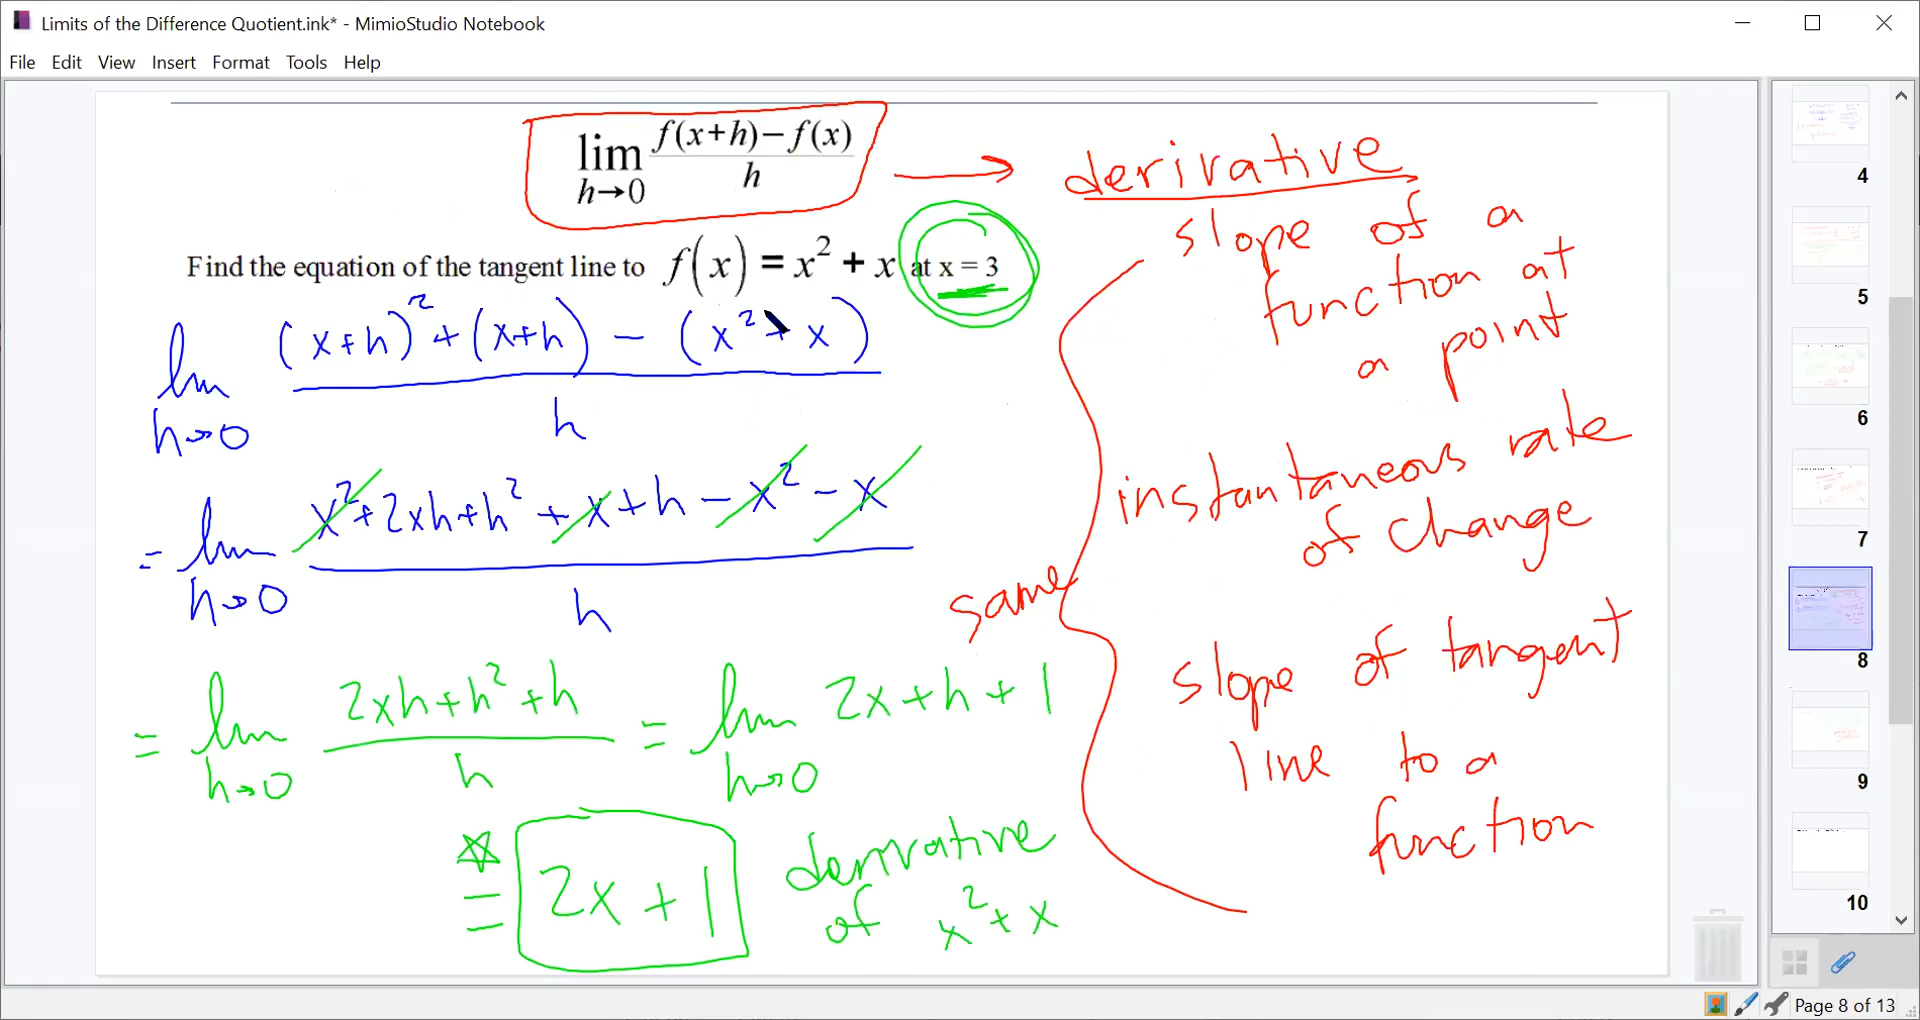 Limits of the Difference Quotient.ink* - MimioStudio Notebook
File Edit View Insert Format Tools Help
lim h→0 f(x+h)−f(x) / h → derivative
Find the equation of the tangent line to f(x) = x² + x at x = 3
lim h→0 (x+h)² + (x+h) − (x² + x) / h
= lim h→0 x² + 2xh + h² + x + h − x² − x / h
= lim h→0 2xh + h² + h / h = lim h→0 2x + h + 1
= 2x + 1
derivative
of x² + x
slope of a
function at
a point
instantaneous rate
of change
same
slope of tangent
line to a
function
4
5
6
7
8
9
10
Page 8 of 13